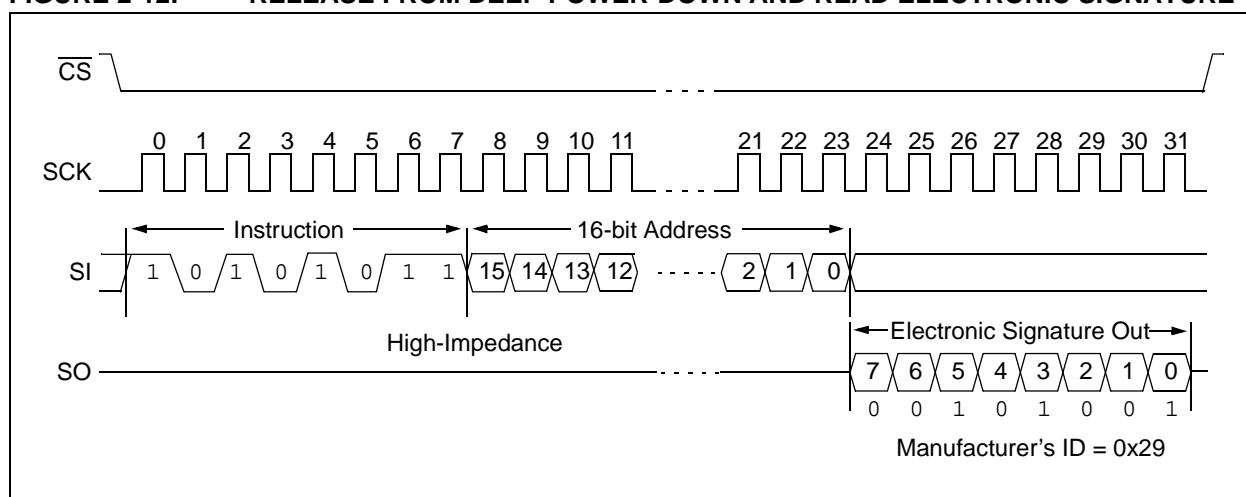 CS
0 1 2 3 4 5 6 7 8 9 10 11 21 22 23 24 25 26 27 28 29 30 31
SCK
Instruction 16-bit Address
SI 1 0 1 0 1 0 1 1 15 14 13 12 2 1 0
High-Impedance Electronic Signature Out
SO 7 6 5 4 3 2 1 0
0 0 1 0 1 0 0 1
Manufacturer's ID = 0x29